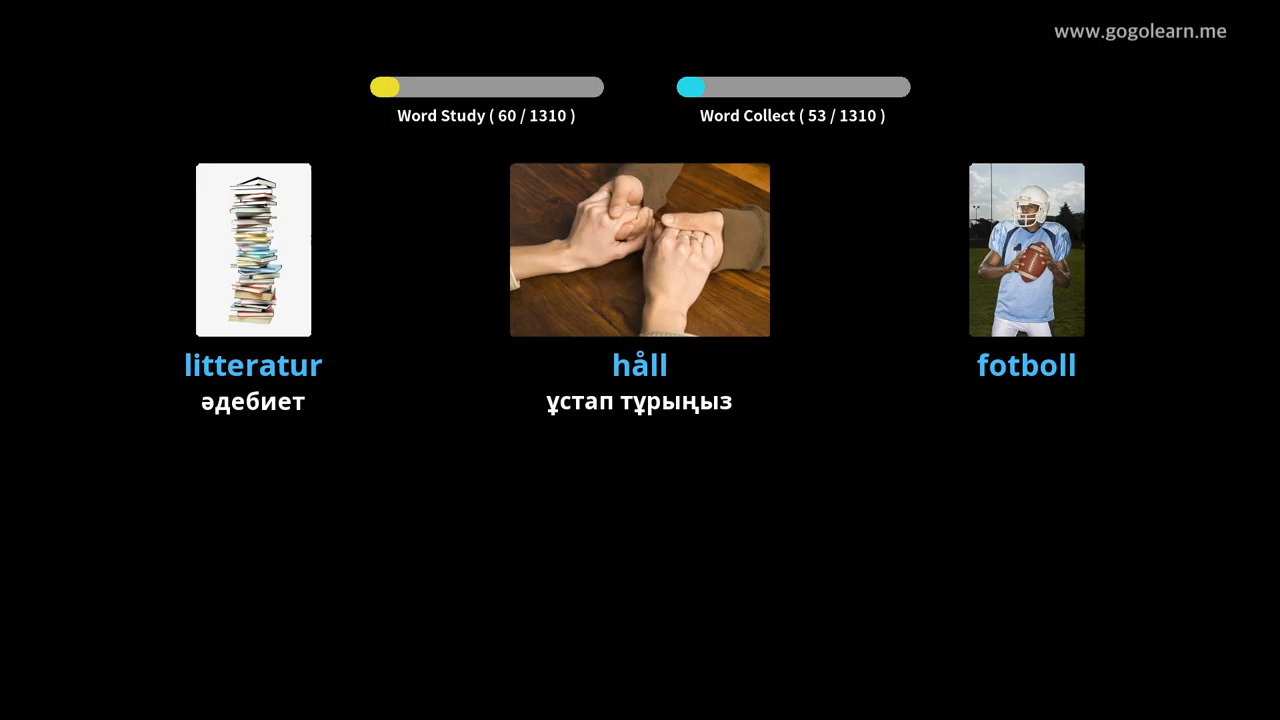 www.gogolearn.me
Word Study ( 60 / 1310 )
Word Collect ( 53 / 1310 )
litteratur
әдебиет
håll
ұстап тұрыңыз
fotboll